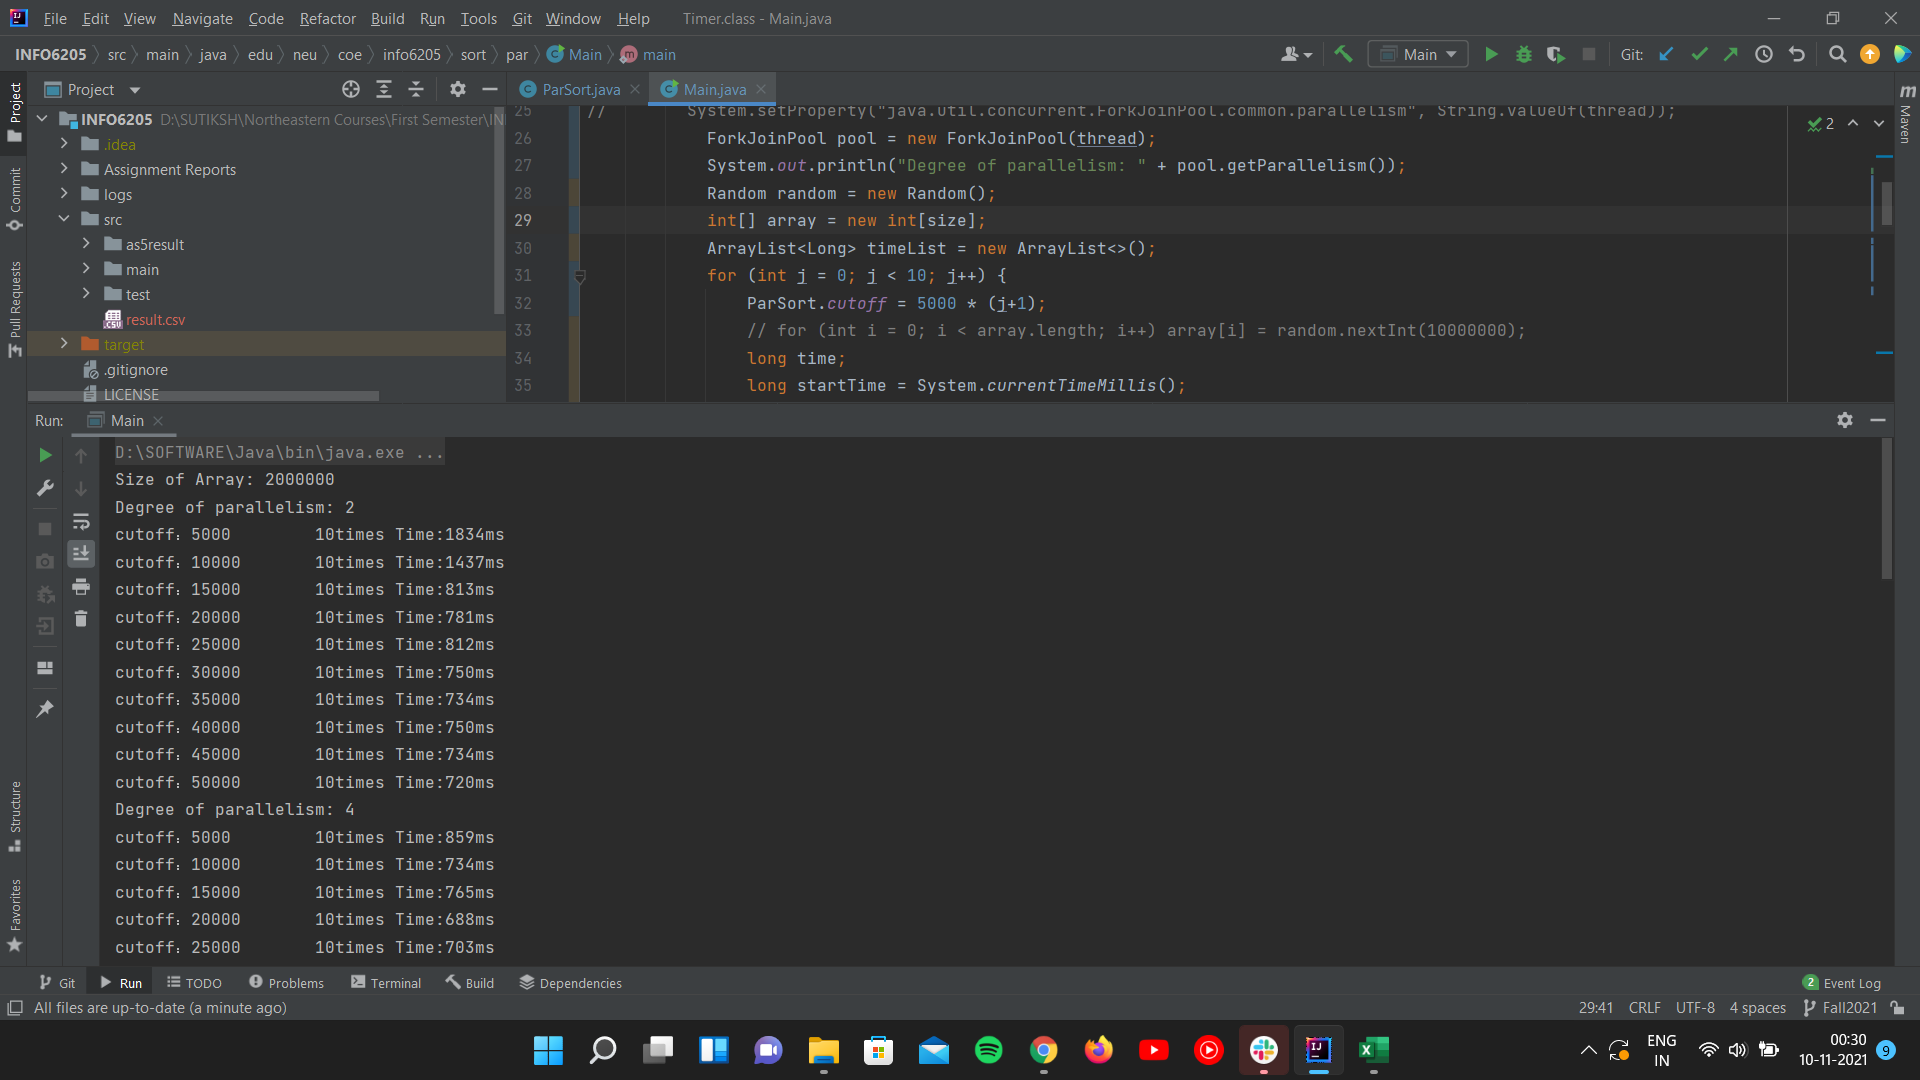 File Edit View Navigate Code Refactor Build Run Tools Git Window Help Timer.class - Main.java
INFO6205 src main java edu neu coe info6205 sort par Main main Main Git:
Project ParSort.java Main.java
INFO6205 D:\SUTIKSH\Northeastern Courses\First Semester\IN
.idea
Assignment Reports
logs
src
as5result
main
test
result.csv
target
.gitignore
LICENSE
25 // System.setProperty("java.util.concurrent.ForkJoinPool.common.parallelism", String.valueOf(thread));
26 ForkJoinPool pool = new ForkJoinPool(thread);
27 System.out.println("Degree of parallelism: " + pool.getParallelism());
28 Random random = new Random();
29 int[] array = new int[size];
30 ArrayList<Long> timeList = new ArrayList<>();
31 for (int j = 0; j < 10; j++) {
32 ParSort.cutoff = 5000 * (j+1);
33 // for (int i = 0; i < array.length; i++) array[i] = random.nextInt(10000000);
34 long time;
35 long startTime = System.currentTimeMillis();
2
Project
Commit
Pull Requests
Structure
Favorites
m Maven
Run: Main
D:\SOFTWARE\Java\bin\java.exe ...
Size of Array: 2000000
Degree of parallelism: 2
cutoff：5000 10times Time:1834ms
cutoff：10000 10times Time:1437ms
cutoff：15000 10times Time:813ms
cutoff：20000 10times Time:781ms
cutoff：25000 10times Time:812ms
cutoff：30000 10times Time:750ms
cutoff：35000 10times Time:734ms
cutoff：40000 10times Time:750ms
cutoff：45000 10times Time:734ms
cutoff：50000 10times Time:720ms
Degree of parallelism: 4
cutoff：5000 10times Time:859ms
cutoff：10000 10times Time:734ms
cutoff：15000 10times Time:765ms
cutoff：20000 10times Time:688ms
cutoff：25000 10times Time:703ms
Git Run TODO Problems Terminal Build Dependencies 2 Event Log
All files are up-to-date (a minute ago) 29:41 CRLF UTF-8 4 spaces Fall2021
ENG
IN
00:30
10-11-2021
9